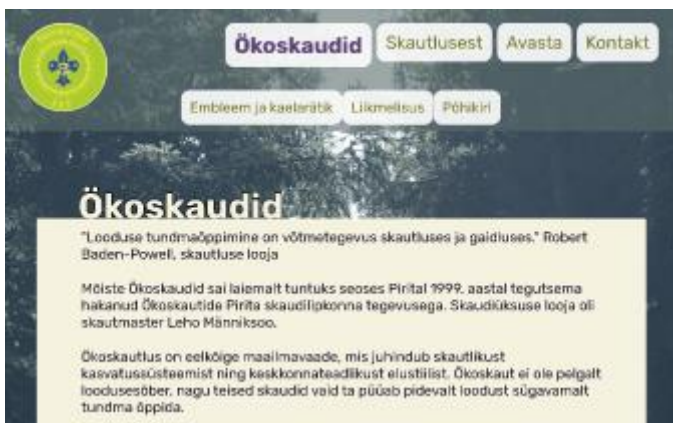 Ökoskaudid
Skautlusest
Avasta
Kontakt
Embleem ja kaelarätik
Liikmelisus
Põhikiri
Ökoskaudid
"Looduse tundmaõppimine on võtmetegevus skautluses ja gaidluses." Robert
Baden-Powell, skautluse looja
Mõiste Ökoskaudid sai laiemalt tuntuks seoses Pirital 1999. aastal tegutsema
hakanud Ökoskautide Pirita skaudilipkonna tegevusega. Skaudiüksuse looja oli
skautmaster Leho Männiksoo.
Ökoskautlus on eelkõige maailmavaade, mis juhindub skautlikust
kasvatussüsteemist ning keskkonnateadlikust elustiilist. Ökoskaut ei ole pelgalt
loodusesõber, nagu teised skaudid vaid ta püüab pidevalt loodust sügavamalt
tundma õppida.